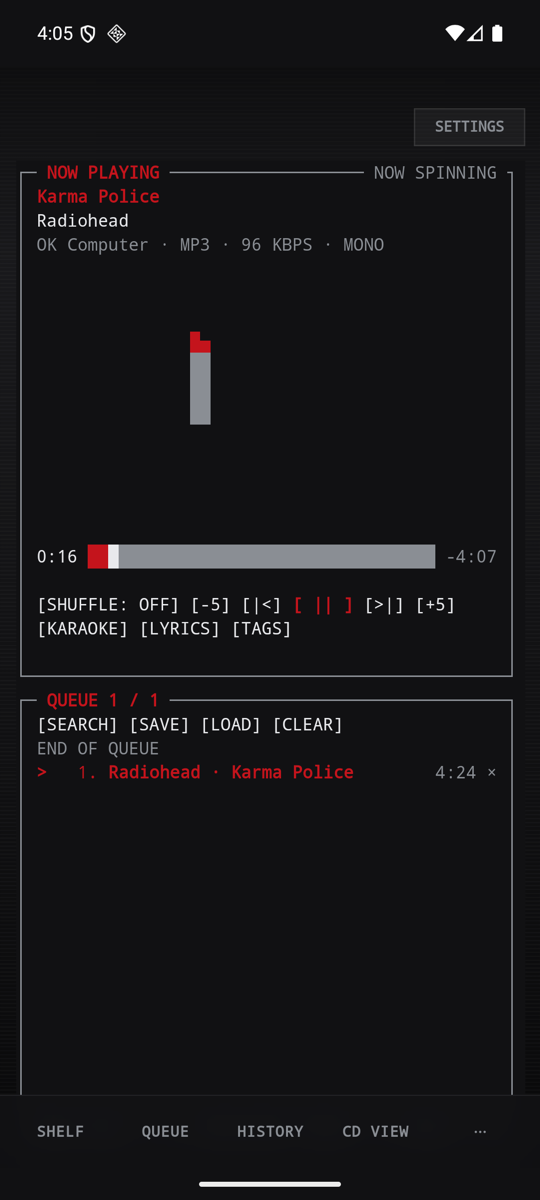 4:05
SETTINGS
NOW PLAYING NOW SPINNING
Karma Police
Radiohead
OK Computer · MP3 · 96 KBPS · MONO
0:16 -4:07
[SHUFFLE: OFF] [-5] [|<] [ || ] [>|] [+5]
[KARAOKE] [LYRICS] [TAGS]
QUEUE 1 / 1
[SEARCH] [SAVE] [LOAD] [CLEAR]
END OF QUEUE
> 1. Radiohead · Karma Police 4:24 ×
SHELF QUEUE HISTORY CD VIEW ···